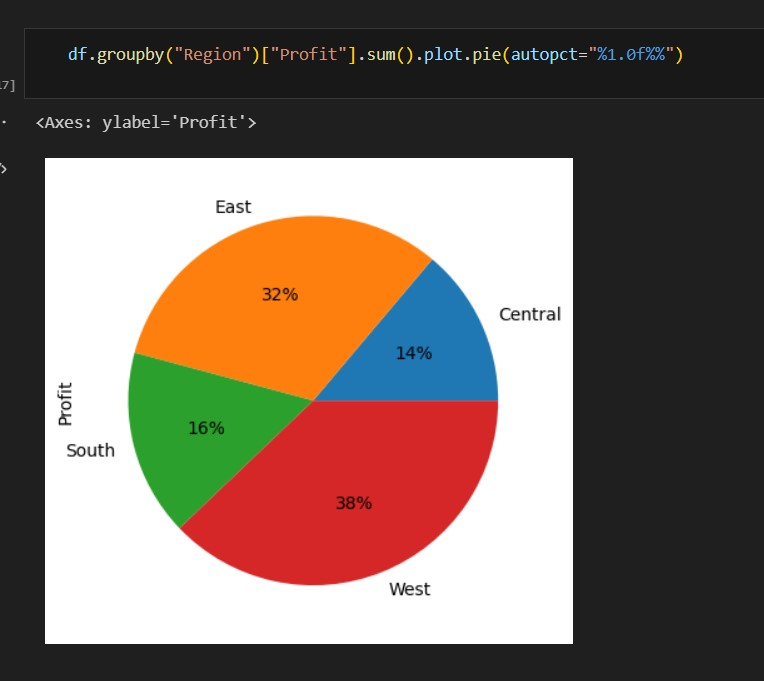 df.groupby("Region")["Profit"].sum().plot.pie(autopct="%1.0f%%")
<Axes: ylabel='Profit'>
East
32%
Central
14%
Profit
16%
South
38%
West